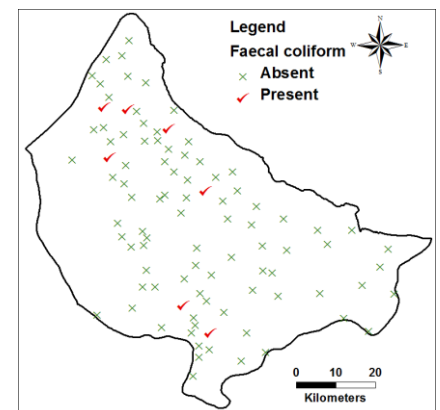 Legend
Faecal coliform
Absent
Present
N
W
E
S
0 10 20
Kilometers